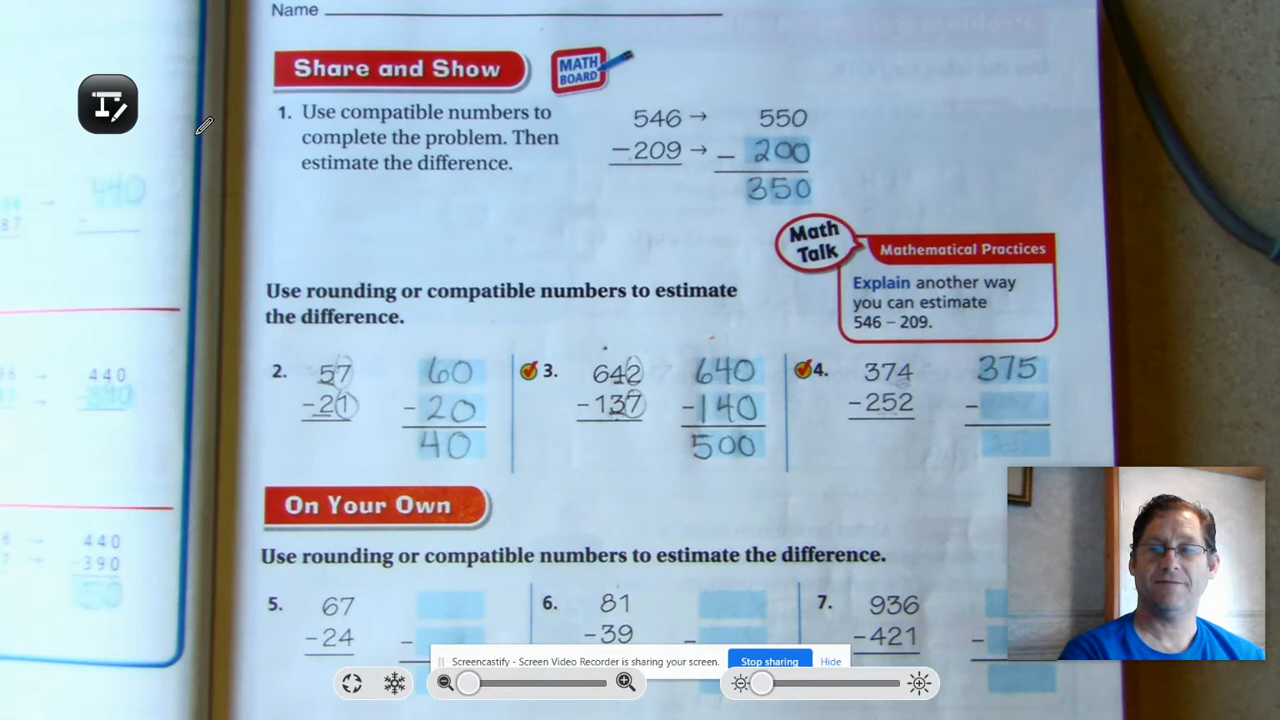 Name
Share and Show
MATH
BOARD
1. Use compatible numbers to
complete the problem. Then
estimate the difference.
546 → 550
- 209 → - 200
350
Math
Talk
Mathematical Practices
Explain another way
you can estimate
546 – 209.
Use rounding or compatible numbers to estimate
the difference.
2. 57 60
- 21 - 20
40
3. 642 640
- 137 - 140
500
4. 374 375
- 252 -
On Your Own
Use rounding or compatible numbers to estimate the difference.
5. 67
- 24 -
6. 81
- 39 -
7. 936
- 421 -
440
87 -
440
440
- 390
50
Screencastify - Screen Video Recorder is sharing your screen.
Stop sharing
Hide